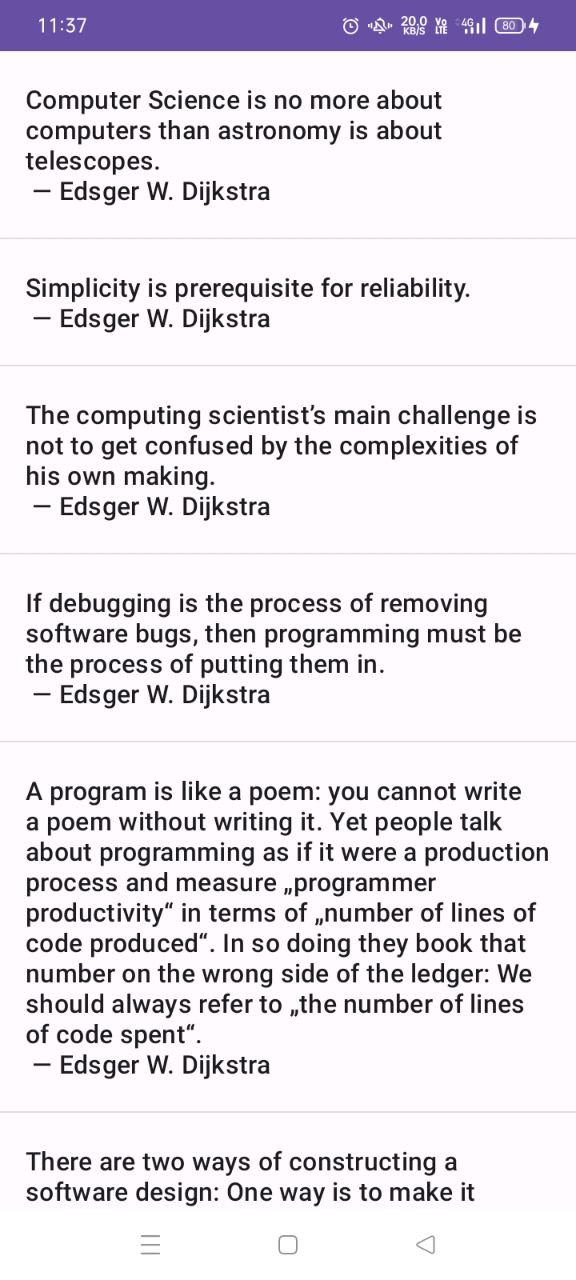 11:37
20.0 KB/S Vo LTE 4G 80
Computer Science is no more about
computers than astronomy is about
telescopes.
— Edsger W. Dijkstra
Simplicity is prerequisite for reliability.
— Edsger W. Dijkstra
The computing scientist’s main challenge is
not to get confused by the complexities of
his own making.
— Edsger W. Dijkstra
If debugging is the process of removing
software bugs, then programming must be
the process of putting them in.
— Edsger W. Dijkstra
A program is like a poem: you cannot write
a poem without writing it. Yet people talk
about programming as if it were a production
process and measure „programmer
productivity“ in terms of „number of lines of
code produced“. In so doing they book that
number on the wrong side of the ledger: We
should always refer to „the number of lines
of code spent“.
— Edsger W. Dijkstra
There are two ways of constructing a
software design: One way is to make it